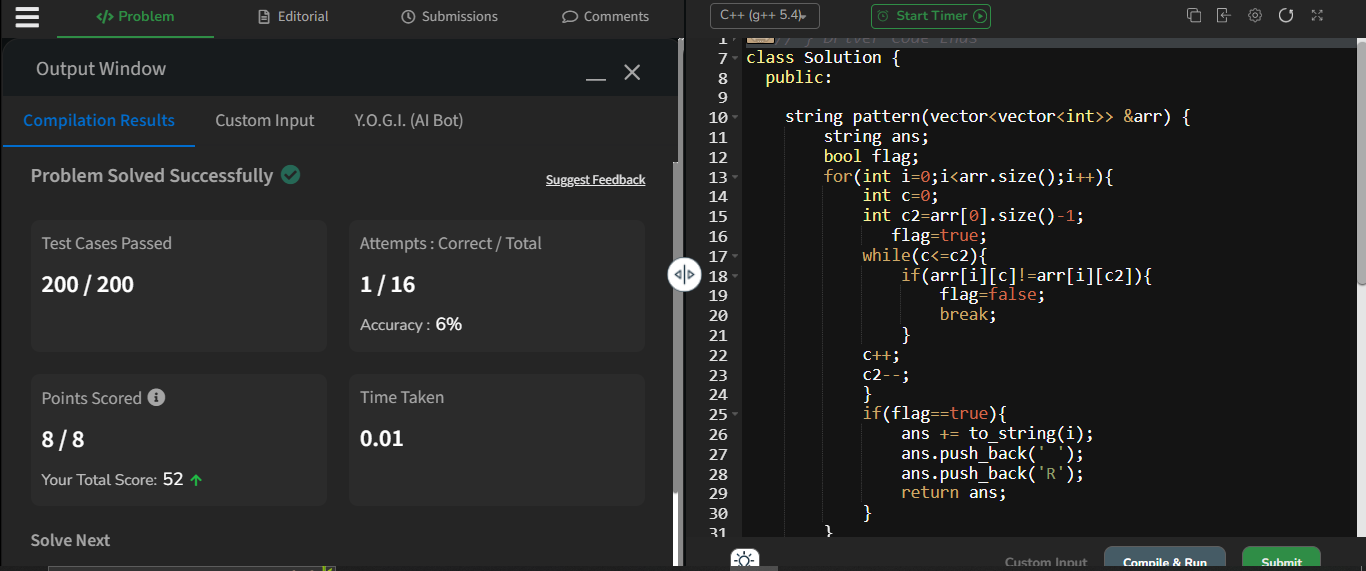 Problem
Editorial
Submissions
Comments
Output Window
Compilation Results
Custom Input
Y.O.G.I. (AI Bot)
Problem Solved Successfully
Suggest Feedback
Test Cases Passed
200 / 200
Attempts : Correct / Total
1 / 16
Accuracy : 6%
Points Scored
8 / 8
Your Total Score: 52
Time Taken
0.01
Solve Next
C++ (g++ 5.4)
Start Timer
1 // } Driver Code Ends
7 class Solution {
8 public:
9
10 string pattern(vector<vector<int>> &arr) {
11 string ans;
12 bool flag;
13 for(int i=0;i<arr.size();i++){
14 int c=0;
15 int c2=arr[0].size()-1;
16 flag=true;
17 while(c<=c2){
18 if(arr[i][c]!=arr[i][c2]){
19 flag=false;
20 break;
21 }
22 c++;
23 c2--;
24 }
25 if(flag==true){
26 ans += to_string(i);
27 ans.push_back(' ');
28 ans.push_back('R');
29 return ans;
30 }
31 }
Custom Input
Compile & Run
Submit